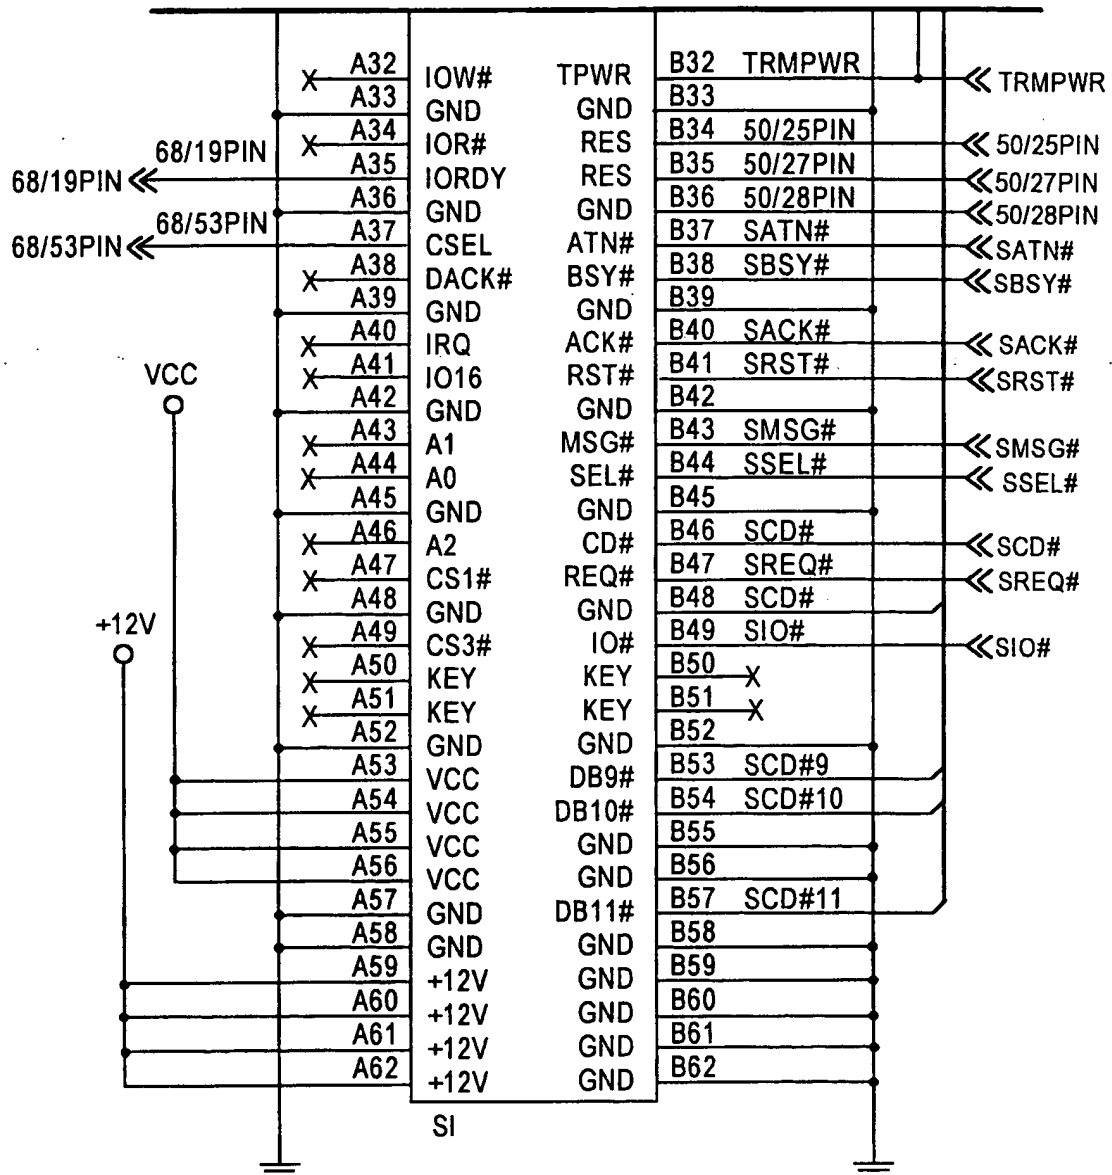 A32 IOW# TPWR B32 TRMPWR TRMPWR
A33 GND GND B33
A34 IOR# RES B34 50/25PIN 50/25PIN
68/19PIN 68/19PIN A35 IORDY RES B35 50/27PIN 50/27PIN
A36 GND GND B36 50/28PIN 50/28PIN
68/53PIN 68/53PIN A37 CSEL ATN# B37 SATN# SATN#
A38 DACK# BSY# B38 SBSY# SBSY#
A39 GND GND B39
A40 IRQ ACK# B40 SACK# SACK#
VCC A41 IO16 RST# B41 SRST# SRST#
A42 GND GND B42
A43 A1 MSG# B43 SMSG# SMSG#
A44 A0 SEL# B44 SSEL# SSEL#
A45 GND GND B45
A46 A2 CD# B46 SCD# SCD#
A47 CS1# REQ# B47 SREQ# SREQ#
A48 GND GND B48 SCD#
+12V A49 CS3# IO# B49 SIO# SIO#
A50 KEY KEY B50
A51 KEY KEY B51
A52 GND GND B52
A53 VCC DB9# B53 SCD#9
A54 VCC DB10# B54 SCD#10
A55 VCC GND B55
A56 VCC GND B56
A57 GND DB11# B57 SCD#11
A58 GND GND B58
A59 +12V GND B59
A60 +12V GND B60
A61 +12V GND B61
A62 +12V GND B62
SI